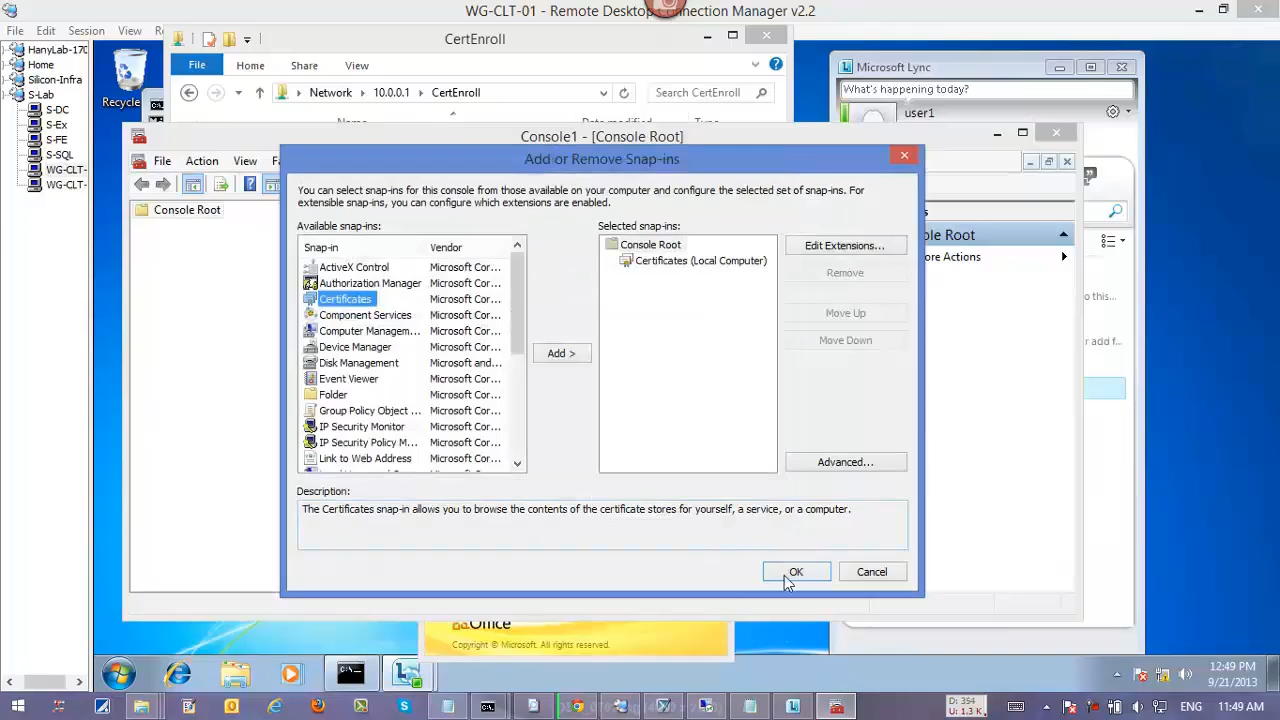 WG-CLT-01 - Remote Desktop Connection Manager v2.2
File Edit Session View
HanyLab-170
Home
Silicon-Infra
S-Lab
S-DC
S-Ex
S-FE
S-SQL
WG-CLT-
WG-CLT-
Recycle
CertEnroll
File Home Share View
Network 10.0.0.1 CertEnroll
Search CertEnroll
Name Date modified Type
Microsoft Lync
What's happening today?
user1
Console1 - [Console Root]
File Action View
Console Root
Add or Remove Snap-ins
You can select snap-ins for this console from those available on your computer and configure the selected set of snap-ins. For
extensible snap-ins, you can configure which extensions are enabled.
Available snap-ins:
Snap-in Vendor
ActiveX Control Microsoft Cor...
Authorization Manager Microsoft Cor...
Certificates Microsoft Cor...
Component Services Microsoft Cor...
Computer Managem... Microsoft Cor...
Device Manager Microsoft Cor...
Disk Management Microsoft and...
Event Viewer Microsoft Cor...
Folder Microsoft Cor...
Group Policy Object ... Microsoft Cor...
IP Security Monitor Microsoft Cor...
IP Security Policy M... Microsoft Cor...
Link to Web Address Microsoft Cor...
Add >
Selected snap-ins:
Console Root
Certificates (Local Computer)
Edit Extensions...
Remove
Move Up
Move Down
Advanced...
Description:
The Certificates snap-in allows you to browse the contents of the certificate stores for yourself, a service, or a computer.
OK Cancel
ole Root
ore Actions
o this...
r add f...
Office
Copyright © Microsoft. All rights reserved.
12:49 PM
9/21/2013
D: 354
U: 1.3 K
ENG 11:49 AM